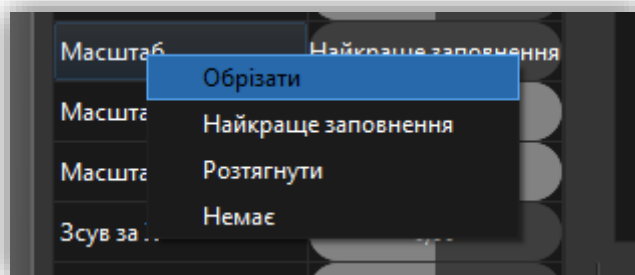 Масштаб Найкраще заповнення
Обрізати
Масшта
Найкраще заповнення
Масшта Розтягнути
Немає
Зсув за